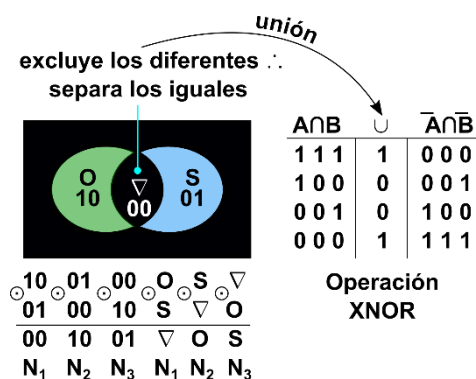 unión
excluye los diferentes ∴
separa los iguales
O
10
▽
00
S
01
⊙ 10 ⊙ 01 ⊙ 00 ⊙ O ⊙ S ⊙ ▽
01 00 10 S ▽ O
00 10 01 ▽ O S
N₁ N₂ N₃ N₁ N₂ N₃
A∩B ∪ A̅∩B̅
1 1 1 1 0 0 0
1 0 0 0 0 0 1
0 0 1 0 1 0 0
0 0 0 1 1 1 1
Operación
XNOR